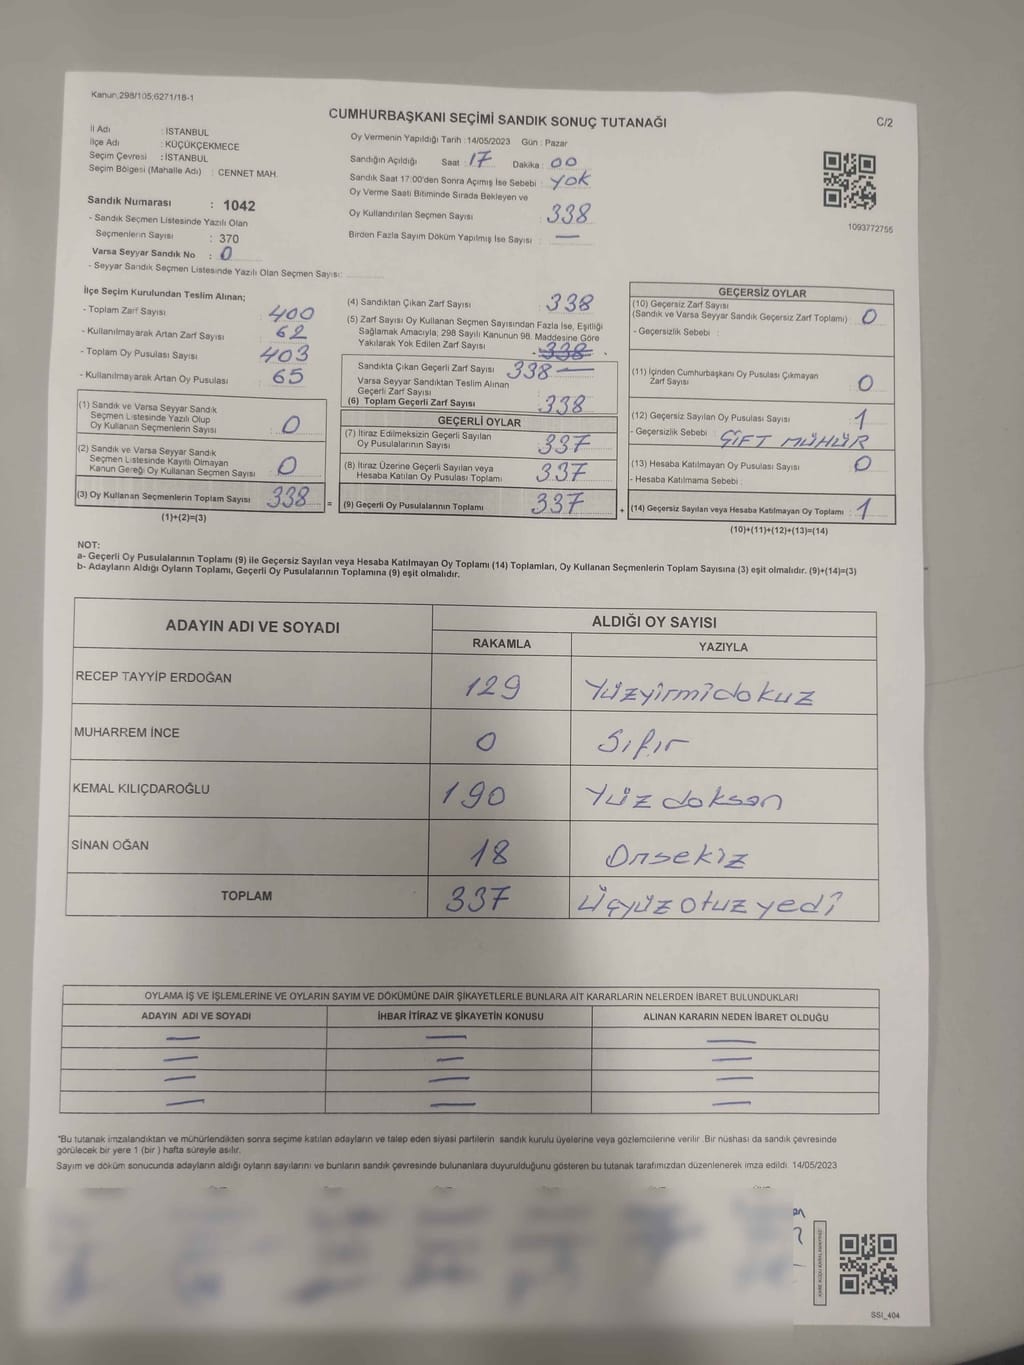 Kanun;298/105;6271/18-1
CUMHURBAŞKANI SEÇİMİ SANDIK SONUÇ TUTANAĞI
C/2
İl Adı : İSTANBUL
İlçe Adı : KÜÇÜKÇEKMECE
Seçim Çevresi : İSTANBUL
Seçim Bölgesi (Mahalle Adı) : CENNET MAH.
Sandık Numarası : 1042
- Sandık Seçmen Listesinde Yazılı Olan
Seçmenlerin Sayısı : 370
Varsa Seyyar Sandık No : 0
- Seyyar Sandık Seçmen Listesinde Yazılı Olan Seçmen Sayısı:
Oy Vermenin Yapıldığı Tarih :14/05/2023 Gün : Pazar
Sandığın Açıldığı Saat : 17 Dakika : 00
Sandık Saat 17:00'den Sonra Açımış İse Sebebi : YOK
Oy Verme Saati Bitiminde Sırada Bekleyen ve
Oy Kullandırılan Seçmen Sayısı : 338
Birden Fazla Sayım Döküm Yapılmış İse Sayısı : —
1093772755
İlçe Seçim Kurulundan Teslim Alınan;
- Toplam Zarf Sayısı : 400
- Kullanılmayarak Artan Zarf Sayısı : 62
- Toplam Oy Pusulası Sayısı : 403
- Kullanılmayarak Artan Oy Pusulası : 65
(1) Sandık ve Varsa Seyyar Sandık
Seçmen Listesinde Yazılı Olup
Oy Kullanan Seçmenlerin Sayısı : 0
(2) Sandık ve Varsa Seyyar Sandık
Seçmen Listesinde Kayıtlı Olmayan
Kanun Gereği Oy Kullanan Seçmen Sayısı : 0
(3) Oy Kullanan Seçmenlerin Toplam Sayısı : 338 =
(1)+(2)=(3)
(4) Sandıktan Çıkan Zarf Sayısı : 338
(5) Zarf Sayısı Oy Kullanan Seçmen Sayısından Fazla İse, Eşitliği
Sağlamak Amacıyla; 298 Sayılı Kanunun 98. Maddesine Göre
Yakılarak Yok Edilen Zarf Sayısı : 338
Sandıkta Çıkan Geçerli Zarf Sayısı : 338 —
Varsa Seyyar Sandıktan Teslim Alınan
Geçerli Zarf Sayısı
(6) Toplam Geçerli Zarf Sayısı : 338
GEÇERLİ OYLAR
(7) İtiraz Edilmeksizin Geçerli Sayılan
Oy Pusulalarının Sayısı : 337
(8) İtiraz Üzerine Geçerli Sayılan veya
Hesaba Katılan Oy Pusulası Toplamı : 337
(9) Geçerli Oy Pusulalarının Toplamı : 337 +
GEÇERSİZ OYLAR
(10) Geçersiz Zarf Sayısı
(Sandık ve Varsa Seyyar Sandık Geçersiz Zarf Toplamı) : 0
- Geçersizlik Sebebi :
(11) İçinden Cumhurbaşkanı Oy Pusulası Çıkmayan
Zarf Sayısı : 0
(12) Geçersiz Sayılan Oy Pusulası Sayısı : 1
- Geçersizlik Sebebi : ÇİFT MÜHÜR
(13) Hesaba Katılmayan Oy Pusulası Sayısı : 0
- Hesaba Katılmama Sebebi :
(14) Geçersiz Sayılan veya Hesaba Katılmayan Oy Toplamı : 1
(10)+(11)+(12)+(13)=(14)
NOT:
a- Geçerli Oy Pusulalarının Toplamı (9) ile Geçersiz Sayılan veya Hesaba Katılmayan Oy Toplamı (14) Toplamları, Oy Kullanan Seçmenlerin Toplam Sayısına (3) eşit olmalıdır. (9)+(14)=(3)
b- Adayların Aldığı Oyların Toplamı, Geçerli Oy Pusulalarının Toplamına (9) eşit olmalıdır.
ADAYIN ADI VE SOYADI
ALDIĞI OY SAYISI
RAKAMLA YAZIYLA
RECEP TAYYİP ERDOĞAN 129 Yüzyirmidokuz
MUHARREM İNCE 0 Sıfır
KEMAL KILIÇDAROĞLU 190 Yüz doksan
SİNAN OĞAN 18 Onsekiz
TOPLAM 337 Üçyüz otuz yedi
OYLAMA İŞ VE İŞLEMLERİNE VE OYLARIN SAYIM VE DÖKÜMÜNE DAİR ŞİKAYETLERLE BUNLARA AİT KARARLARIN NELERDEN İBARET BULUNDUKLARI
ADAYIN ADI VE SOYADI İHBAR İTİRAZ VE ŞİKAYETİN KONUSU ALINAN KARARIN NEDEN İBARET OLDUĞU
— — —
— — —
— — —
— — —
*Bu tutanak imzalandıktan ve mühürlendikten sonra seçime katılan adayların ve talep eden siyasi partilerin sandık kurulu üyelerine veya gözlemcilerine verilir. Bir nüshası da sandık çevresinde
görülecek bir yere 1 (bir ) hafta süreyle asılır.
Sayım ve döküm sonucunda adayların aldığı oyların sayılarını ve bunların sandık çevresinde bulunanlara duyurulduğunu gösteren bu tutanak tarafımızdan düzenlenerek imza edildi. 14/05/2023
SSI_404